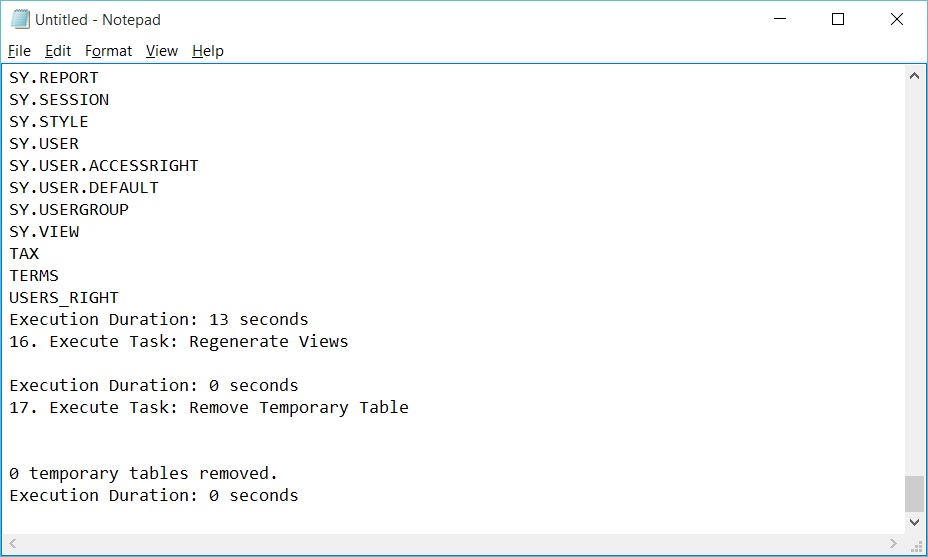 Untitled - Notepad
File Edit Format View Help
SY.REPORT
SY.SESSION
SY.STYLE
SY.USER
SY.USER.ACCESSRIGHT
SY.USER.DEFAULT
SY.USERGROUP
SY.VIEW
TAX
TERMS
USERS_RIGHT
Execution Duration: 13 seconds
16. Execute Task: Regenerate Views
Execution Duration: 0 seconds
17. Execute Task: Remove Temporary Table
0 temporary tables removed.
Execution Duration: 0 seconds